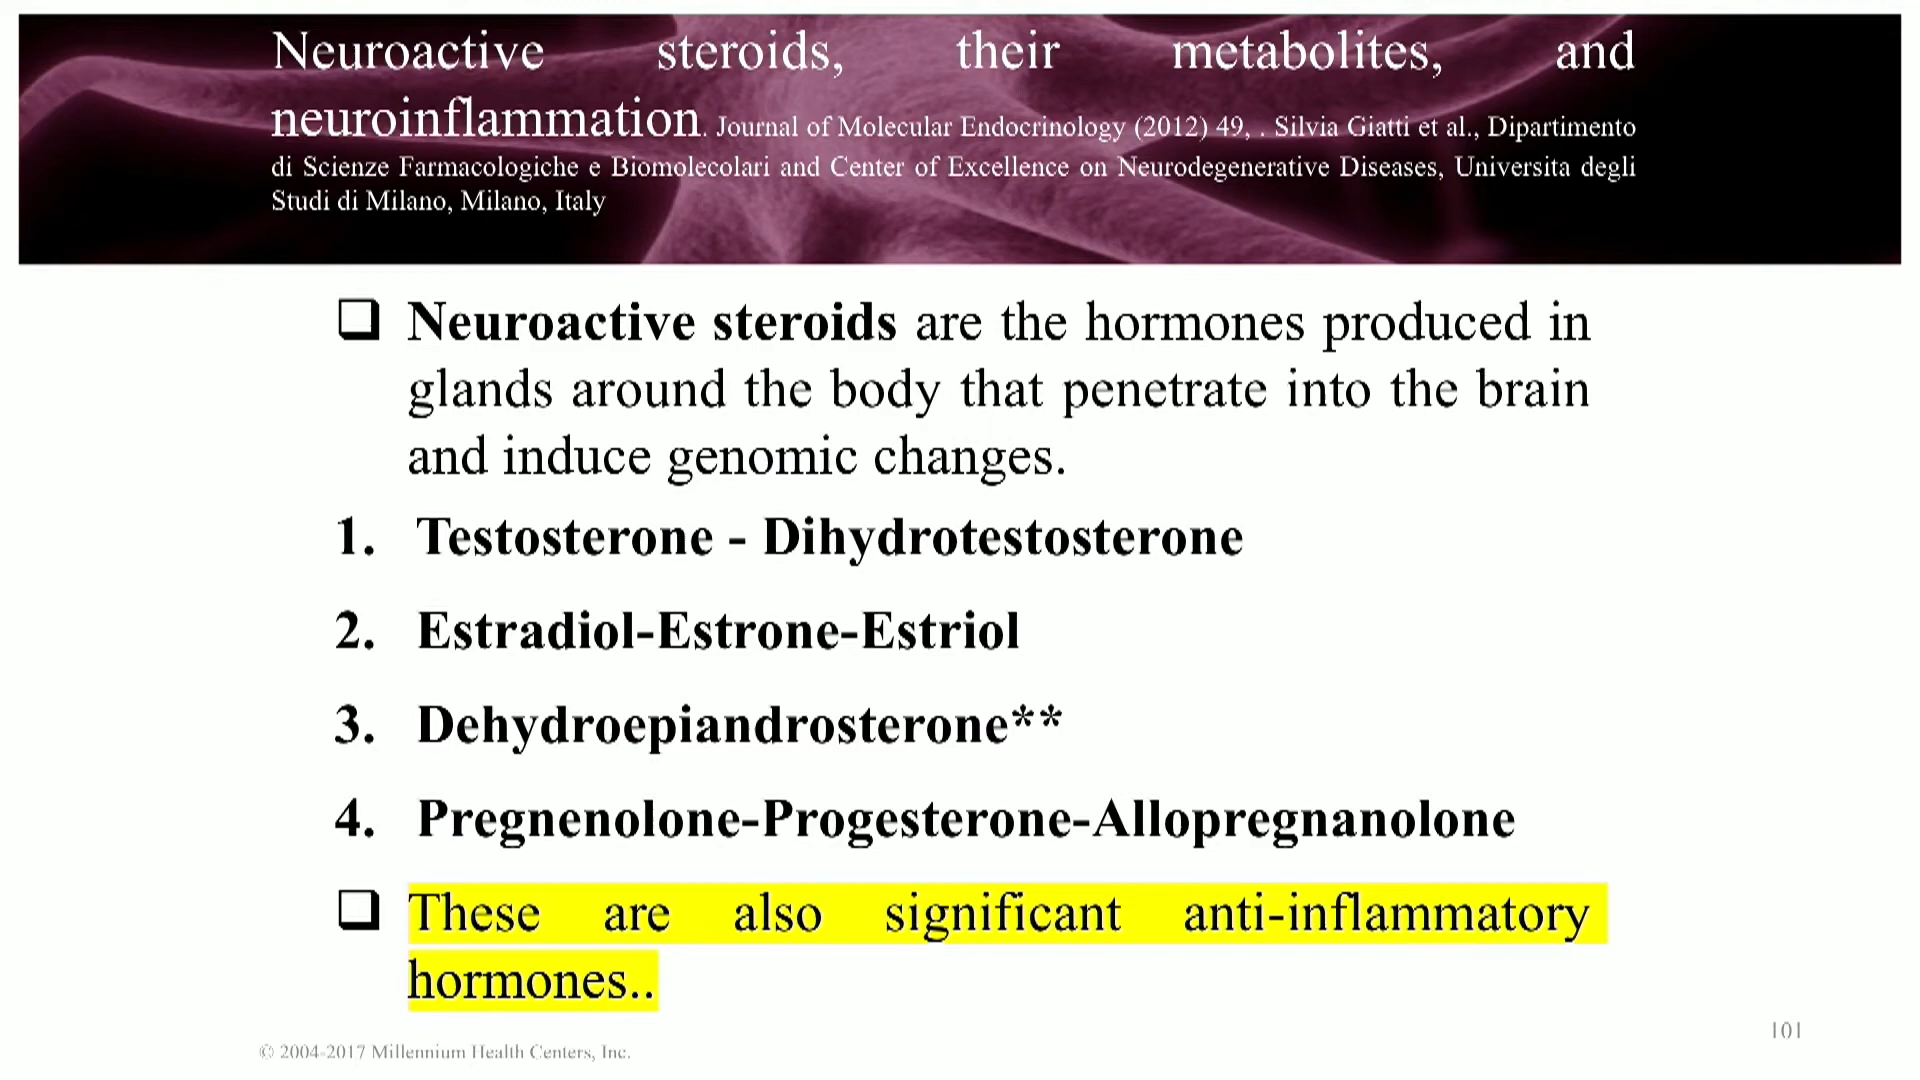 Neuroactive steroids, their metabolites, and
neuroinflammation. Journal of Molecular Endocrinology (2012) 49, . Silvia Giatti et al., Dipartimento
di Scienze Farmacologiche e Biomolecolari and Center of Excellence on Neurodegenerative Diseases, Universita degli
Studi di Milano, Milano, Italy
❑ Neuroactive steroids are the hormones produced in
glands around the body that penetrate into the brain
and induce genomic changes.
1. Testosterone - Dihydrotestosterone
2. Estradiol-Estrone-Estriol
3. Dehydroepiandrosterone**
4. Pregnenolone-Progesterone-Allopregnanolone
❑ These are also significant anti-inflammatory
hormones..
© 2004-2017 Millennium Health Centers, Inc.
101